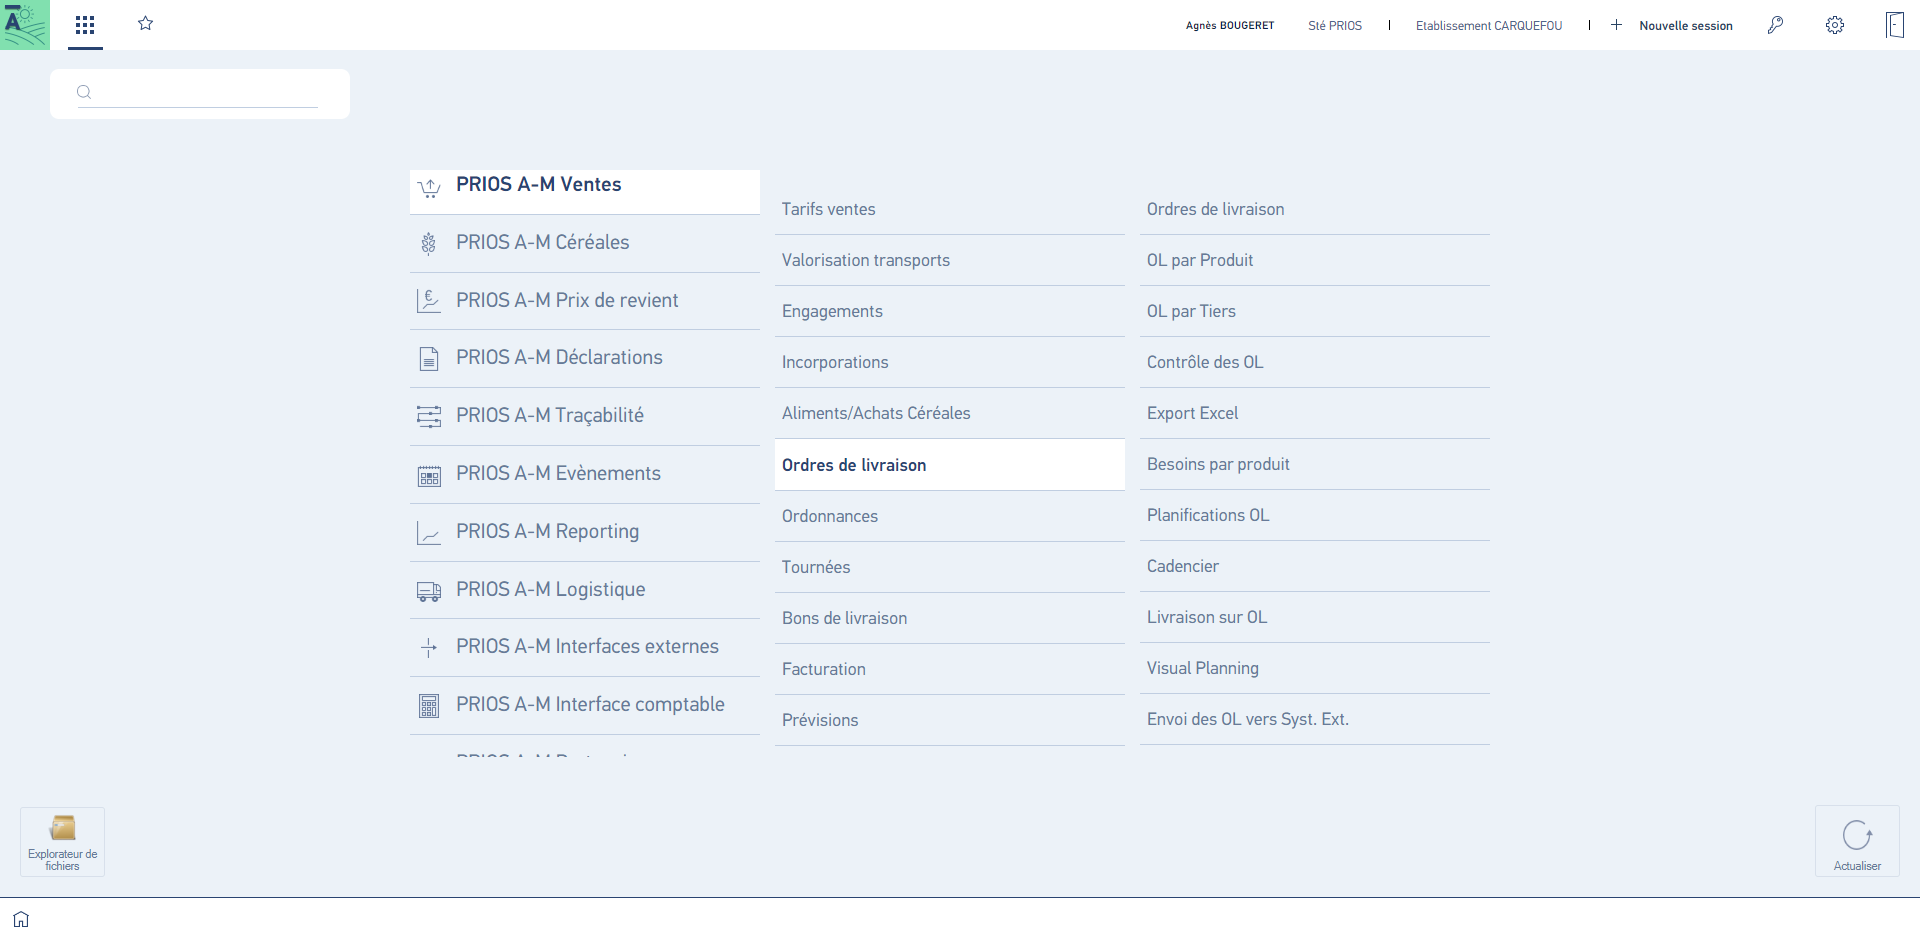 Agnès BOUGERET
Sté PRIOS
Etablissement CARQUEFOU
Nouvelle session
PRIOS A-M Ventes
PRIOS A-M Céréales
PRIOS A-M Prix de revient
PRIOS A-M Déclarations
PRIOS A-M Traçabilité
PRIOS A-M Evènements
PRIOS A-M Reporting
PRIOS A-M Logistique
PRIOS A-M Interfaces externes
PRIOS A-M Interface comptable
Tarifs ventes
Valorisation transports
Engagements
Incorporations
Aliments/Achats Céréales
Ordres de livraison
Ordonnances
Tournées
Bons de livraison
Facturation
Prévisions
Ordres de livraison
OL par Produit
OL par Tiers
Contrôle des OL
Export Excel
Besoins par produit
Planifications OL
Cadencier
Livraison sur OL
Visual Planning
Envoi des OL vers Syst. Ext.
Explorateur de
fichiers
Actualiser